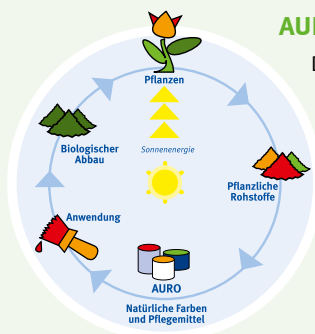 AU
D
Pflanzen
Sonnenenergie
Biologischer
Abbau
Pflanzliche
Rohstoffe
Anwendung
AURO
Natürliche Farben
und Pflegemittel